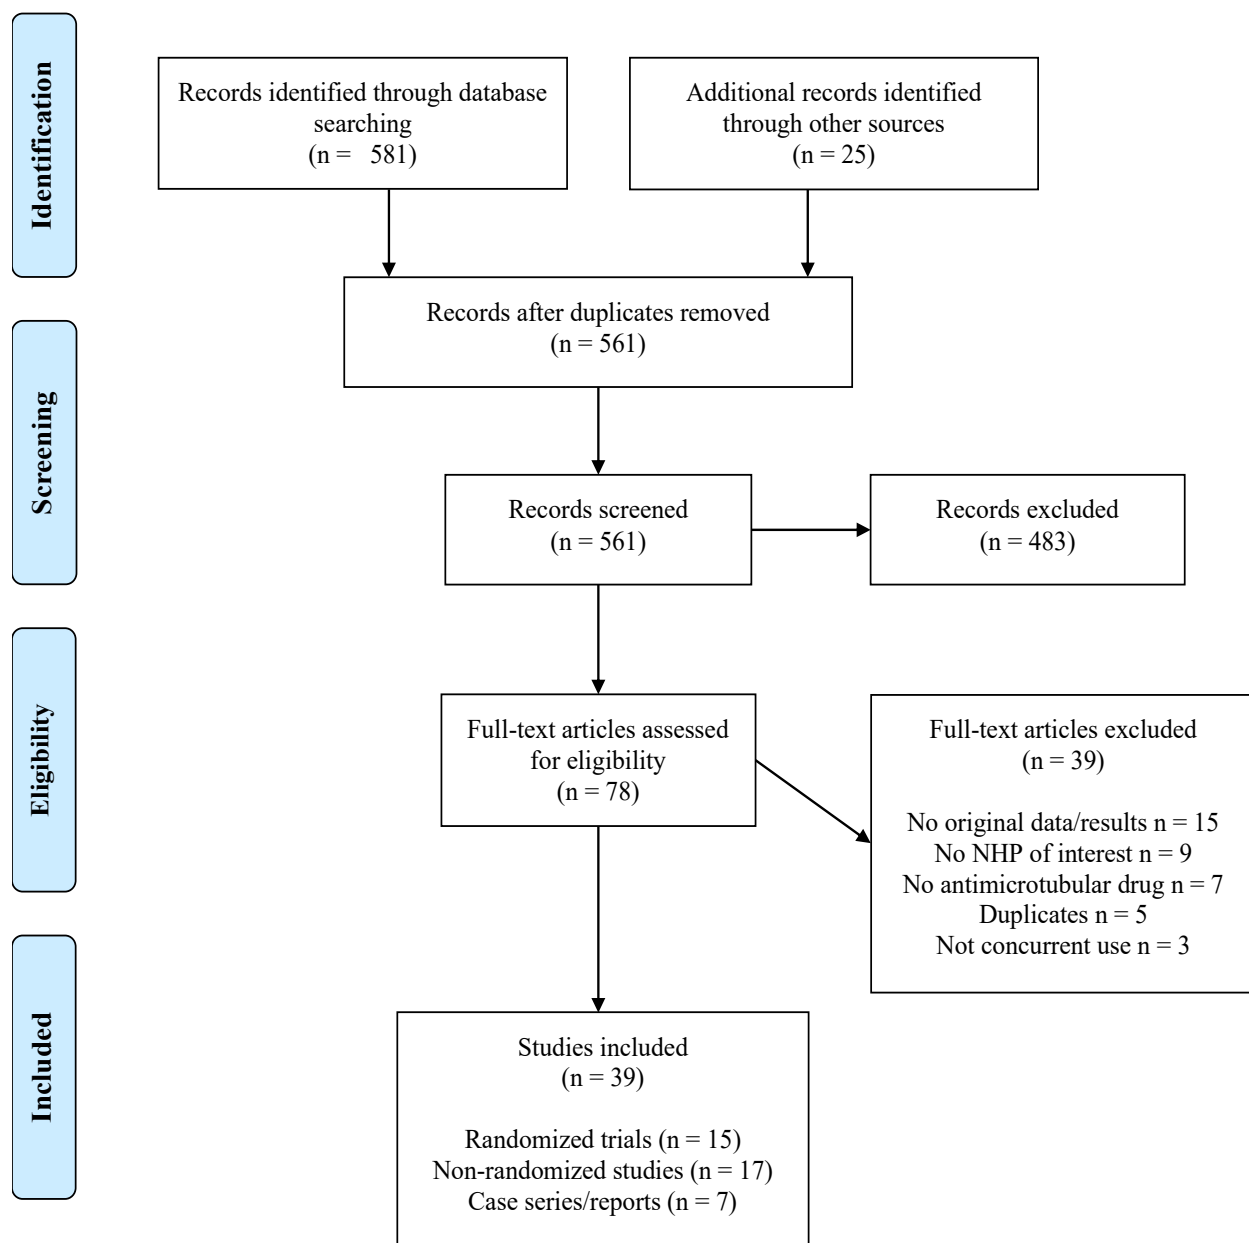 Identification
Records identified through database
searching
(n =   581)
Additional records identified
through other sources
(n = 25)
Records after duplicates removed
(n = 561)
Screening
Records screened
(n = 561)
Records excluded
(n = 483)
Eligibility
Full-text articles assessed
for eligibility
(n = 78)
Full-text articles excluded
(n = 39)
No original data/results n = 15
No NHP of interest n = 9
No antimicrotubular drug n = 7
Duplicates n = 5
Not concurrent use n = 3
Included
Studies included
(n = 39)
Randomized trials (n = 15)
Non-randomized studies (n = 17)
Case series/reports (n = 7)